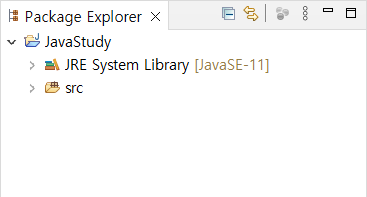 Package Explorer
JavaStudy
JRE System Library [JavaSE-11]
src